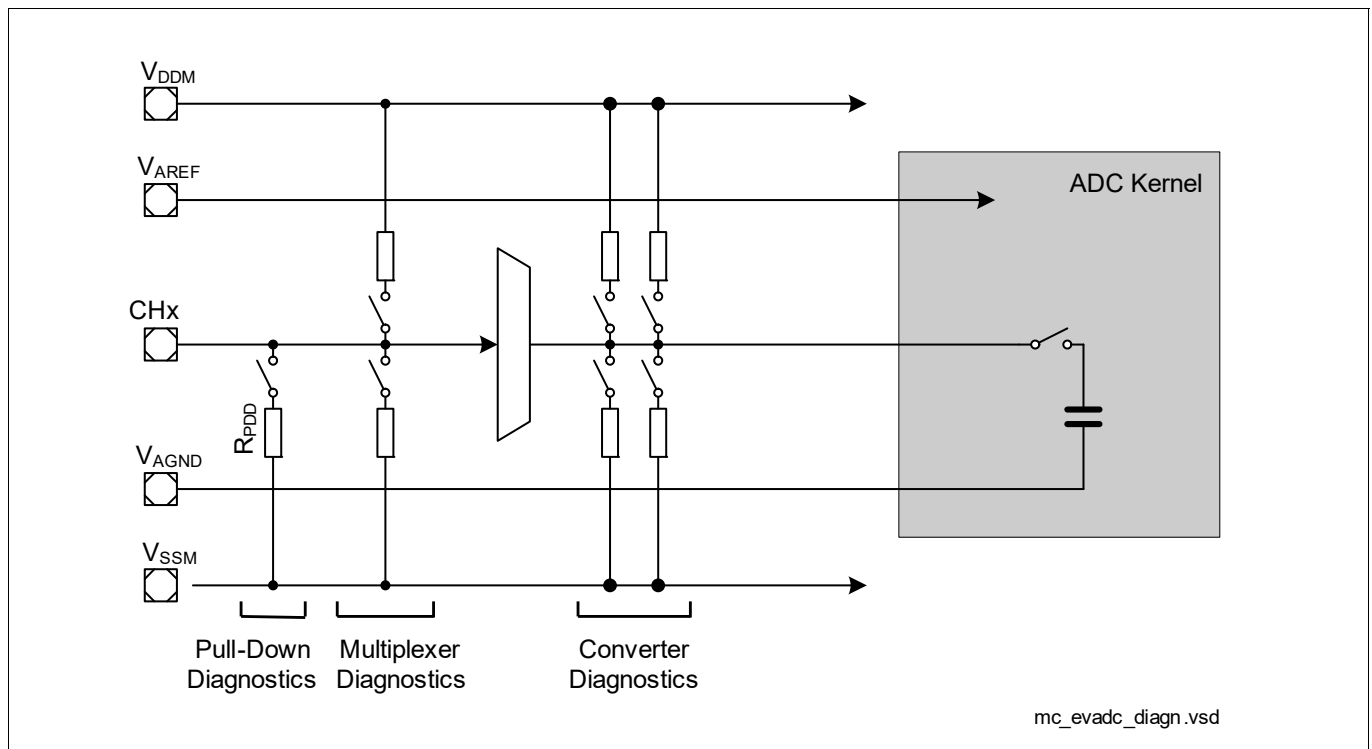 VDDM
VAREF
ADC Kernel
CHx
RPDD
VAGND
VSSM
Pull-Down
Diagnostics
Multiplexer
Diagnostics
Converter
Diagnostics
mc_evadc_diagn.vsd